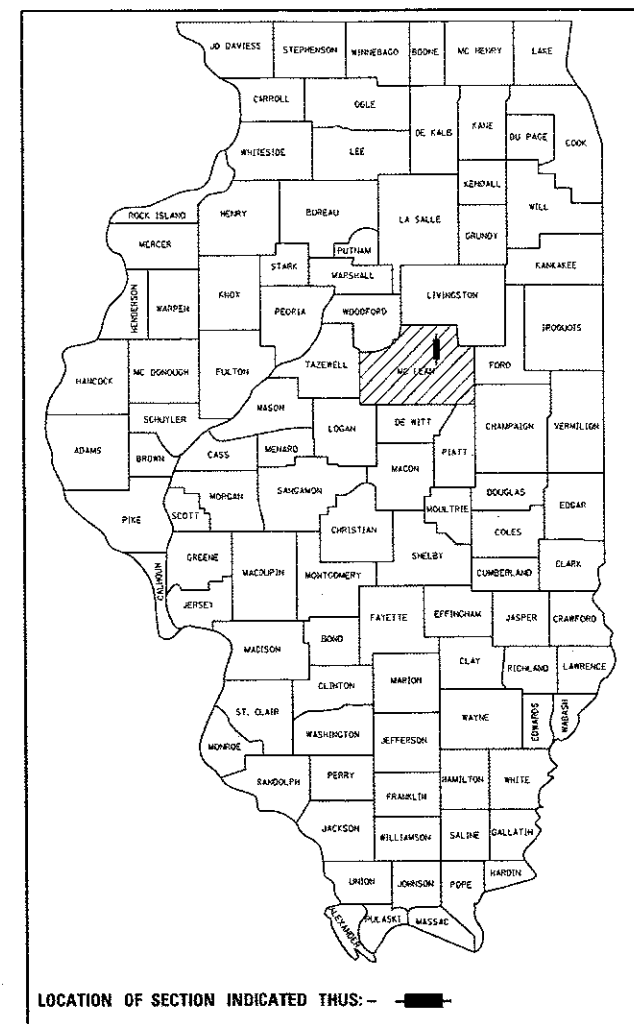 JO DAVIESS STEPHENSON WINNEBAGO BOONE MC HENRY LAKE
CARROLL OGLE DE KALB KANE DU PAGE COOK
WHITESIDE LEE
KENDALL
ROCK ISLAND HENRY BUREAU LA SALLE GRUNDY WILL
MERCER PUTNAM
STARK MARSHALL KANKAKEE
HENDERSON WARREN KNOX PEORIA WOODFORD LIVINGSTON IROQUOIS
HANCOCK MC DONOUGH FULTON TAZEWELL MC LEAN FORD
MASON
SCHUYLER LOGAN DE WITT CHAMPAIGN VERMILION
ADAMS BROWN CASS MENARD MACON PIATT
MORGAN SANGAMON DOUGLAS EDGAR
PIKE SCOTT CHRISTIAN MOULTRIE COLES
GREENE SHELBY CUMBERLAND CLARK
CALHOUN MACOUPIN MONTGOMERY
JERSEY FAYETTE EFFINGHAM JASPER CRAWFORD
MADISON BOND CLAY RICHLAND LAWRENCE
CLINTON MARION
ST. CLAIR WAYNE EDWARDS WABASH
MONROE WASHINGTON JEFFERSON
RANDOLPH PERRY HAMILTON WHITE
FRANKLIN
JACKSON WILLIAMSON SALINE GALLATIN
UNION JOHNSON POPE HARDIN
ALEXANDER PULASKI MASSAC
LOCATION OF SECTION INDICATED THUS:-